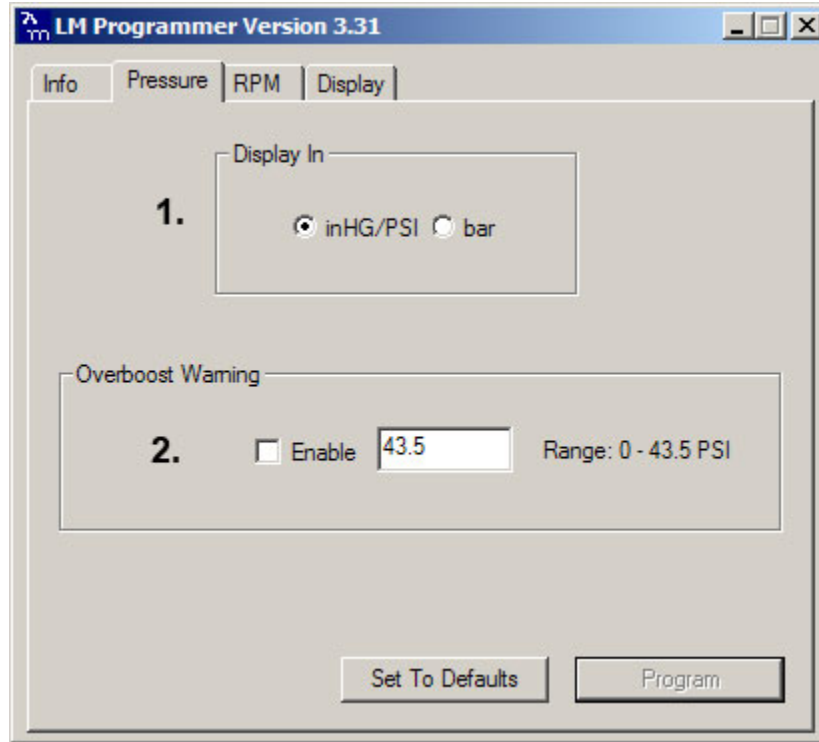 LM Programmer Version 3.31
Info Pressure RPM Display
Display In
1. inHG/PSI bar
Overboost Warning
2. Enable 43.5 Range: 0 - 43.5 PSI
Set To Defaults Program